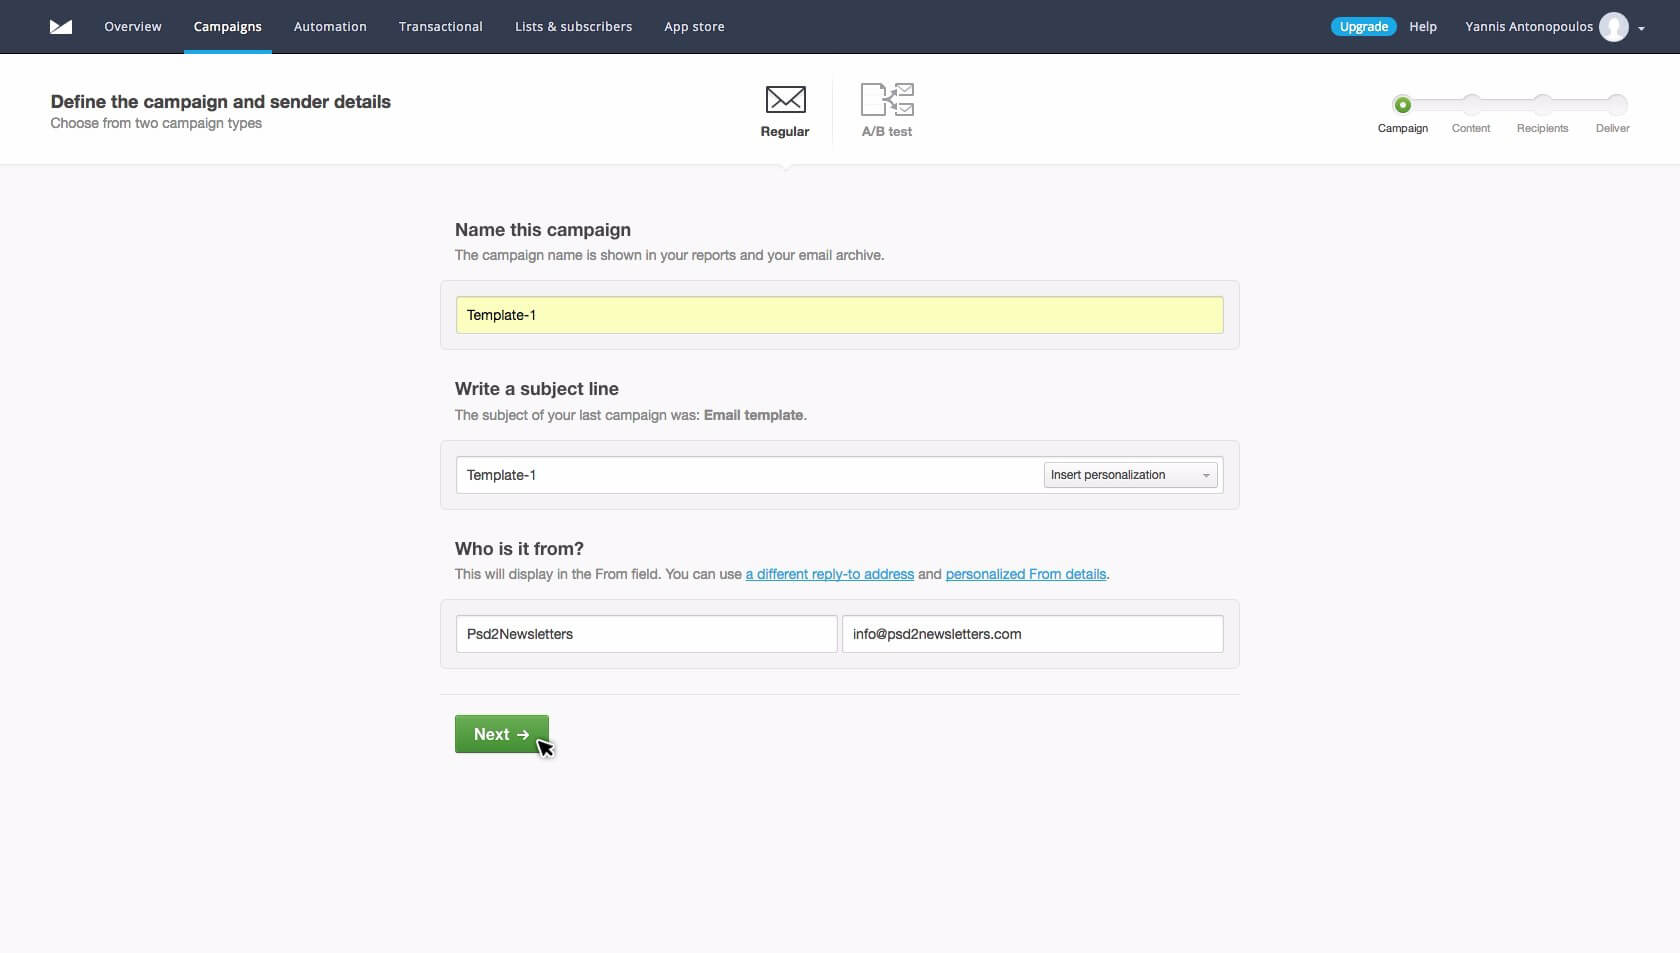 Overview Campaigns Automation Transactional Lists & subscribers App store Upgrade Help Yannis Antonopoulos
Define the campaign and sender details
Choose from two campaign types
Regular A/B test
Campaign Content Recipients Deliver
Name this campaign
The campaign name is shown in your reports and your email archive.
Template-1
Write a subject line
The subject of your last campaign was: Email template.
Template-1 Insert personalization
Who is it from?
This will display in the From field. You can use a different reply-to address and personalized From details.
Psd2Newsletters info@psd2newsletters.com
Next →